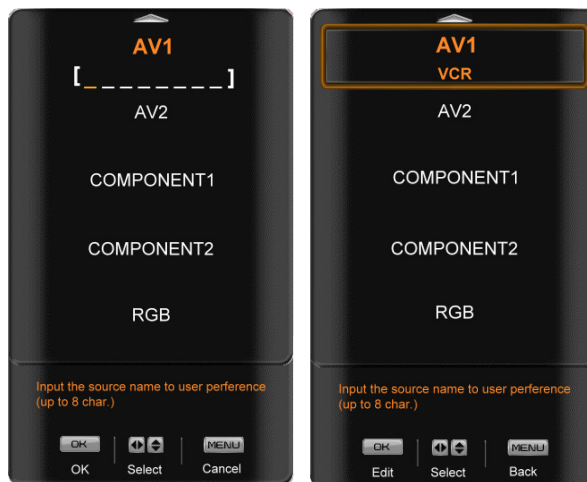 AV1
[_ _ _ _ _ _ _ _]
AV2
COMPONENT1
COMPONENT2
RGB
Input the source name to user perference
(up to 8 char.)
OK MENU
OK Select Cancel
AV1
VCR
AV2
COMPONENT1
COMPONENT2
RGB
Input the source name to user perference
(up to 8 char.)
OK MENU
Edit Select Back